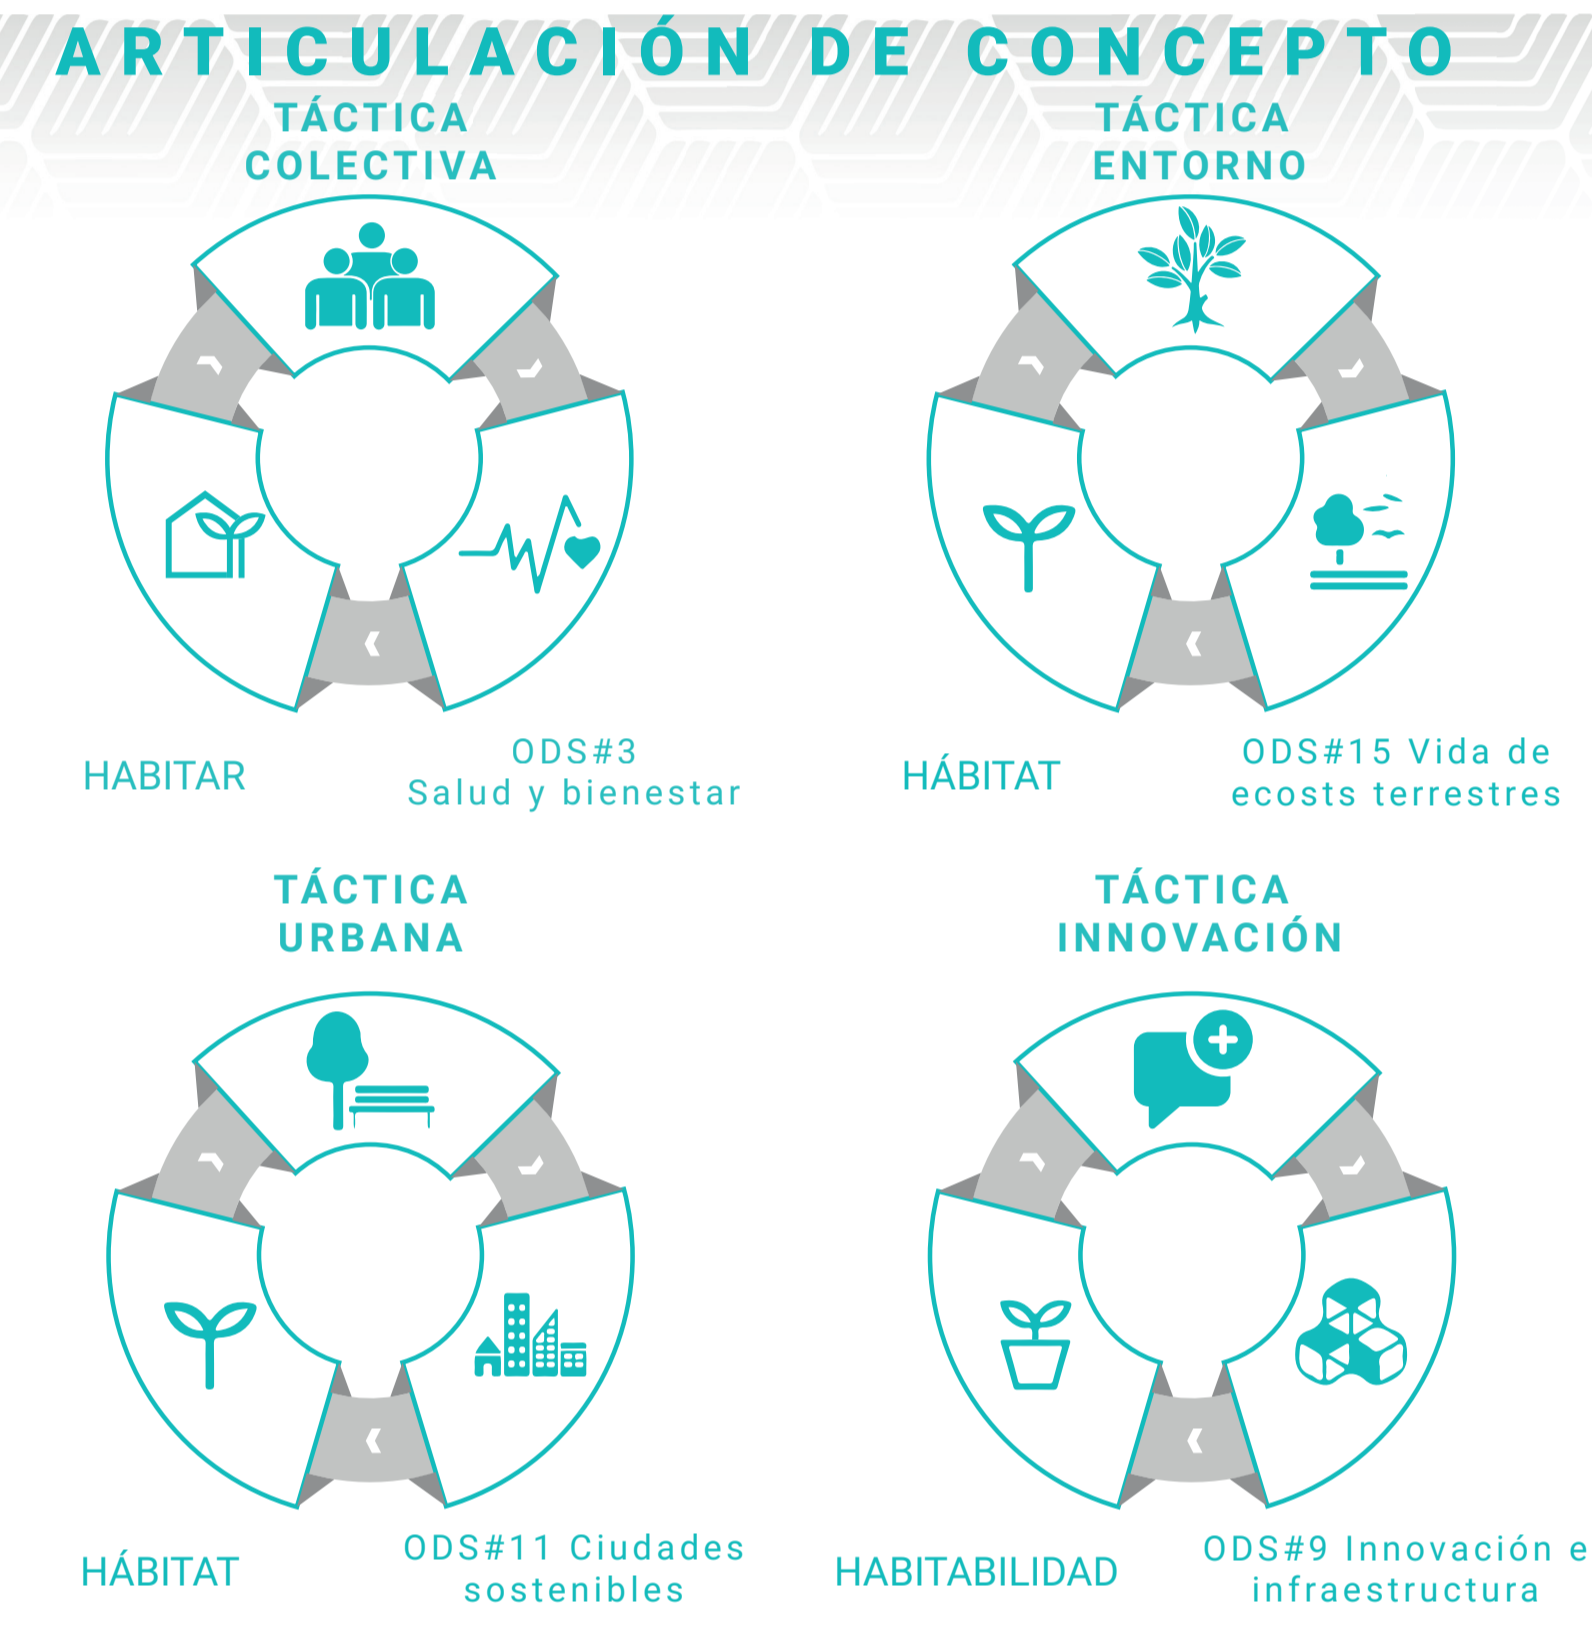 ARTICULACIÓN DE CONCEPTO
TÁCTICA
COLECTIVA
TÁCTICA
ENTORNO
HABITAR
ODS#3
Salud y bienestar
HÁBITAT
ODS#15 Vida de
ecosts terrestres
TÁCTICA
URBANA
TÁCTICA
INNOVACIÓN
HÁBITAT
ODS#11 Ciudades
sostenibles
HABITABILIDAD
ODS#9 Innovación e
infraestructura